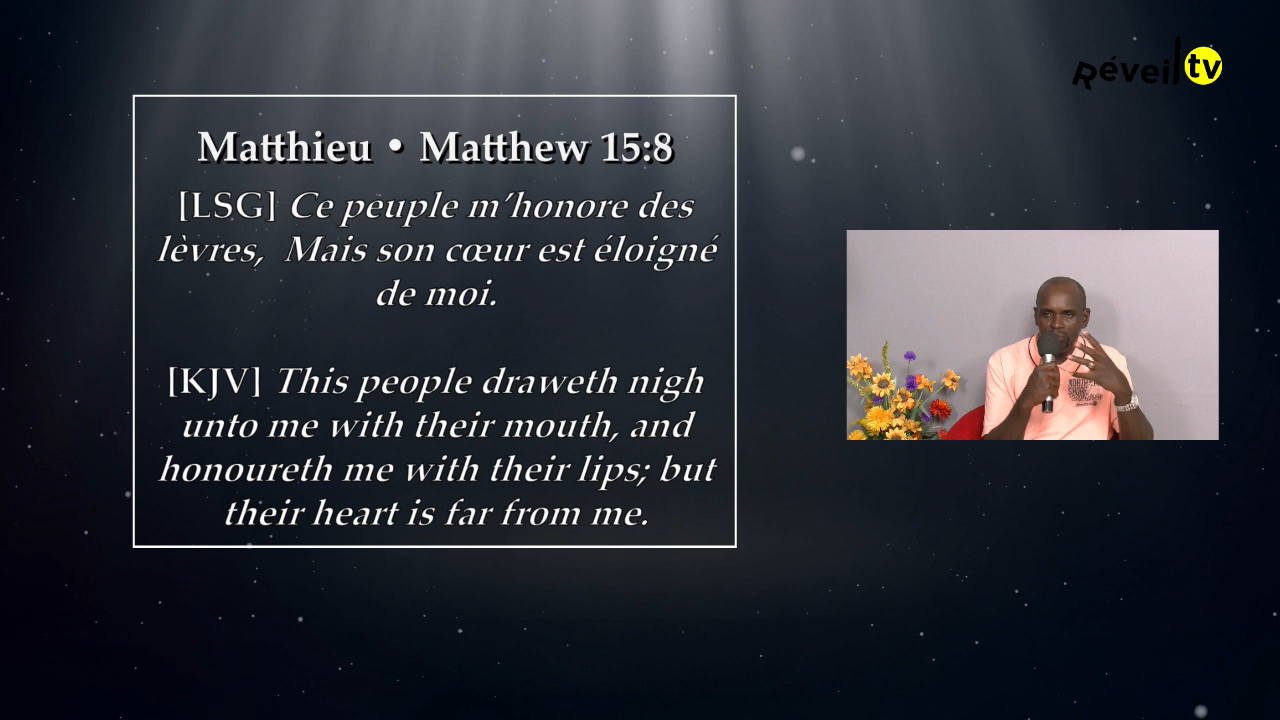 Réveil tv
Matthieu • Matthew 15:8
[LSG] Ce peuple m’honore des
lèvres, Mais son cœur est éloigné
de moi.
[KJV] This people draweth nigh
unto me with their mouth, and
honoureth me with their lips; but
their heart is far from me.